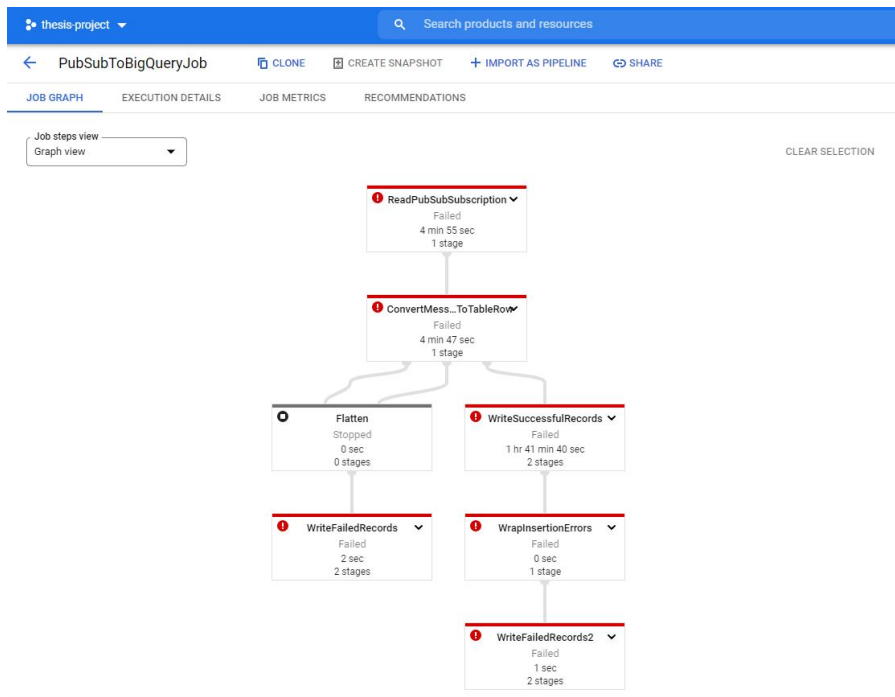 thesis-project
Search products and resources
PubSubToBigQueryJob
CLONE
CREATE SNAPSHOT
IMPORT AS PIPELINE
SHARE
JOB GRAPH
EXECUTION DETAILS
JOB METRICS
RECOMMENDATIONS
Job steps view
Graph view
CLEAR SELECTION
ReadPubSubSubscription
Failed
4 min 55 sec
1 stage
ConvertMess...ToTableRow
Failed
4 min 47 sec
1 stage
Flatten
Stopped
0 sec
0 stages
WriteSuccessfulRecords
Failed
1 hr 41 min 40 sec
2 stages
WriteFailedRecords
Failed
2 sec
2 stages
WrapInsertionErrors
Failed
0 sec
1 stage
WriteFailedRecords2
Failed
1 sec
2 stages